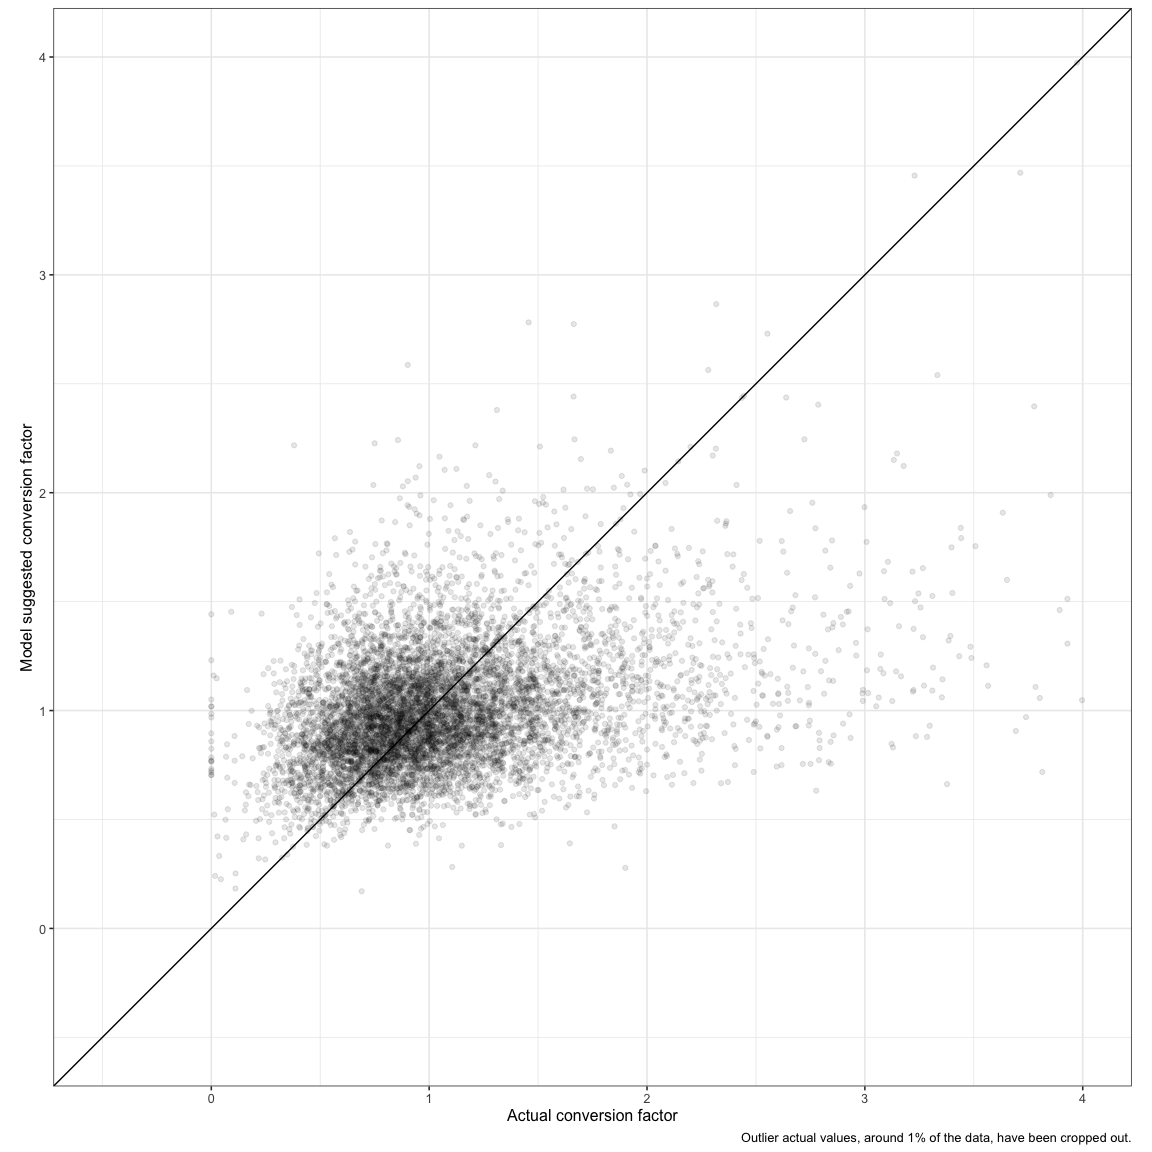 4
3
2
1
0
Model suggested conversion factor
0 1 2 3 4
Actual conversion factor
Outlier actual values, around 1% of the data, have been cropped out.